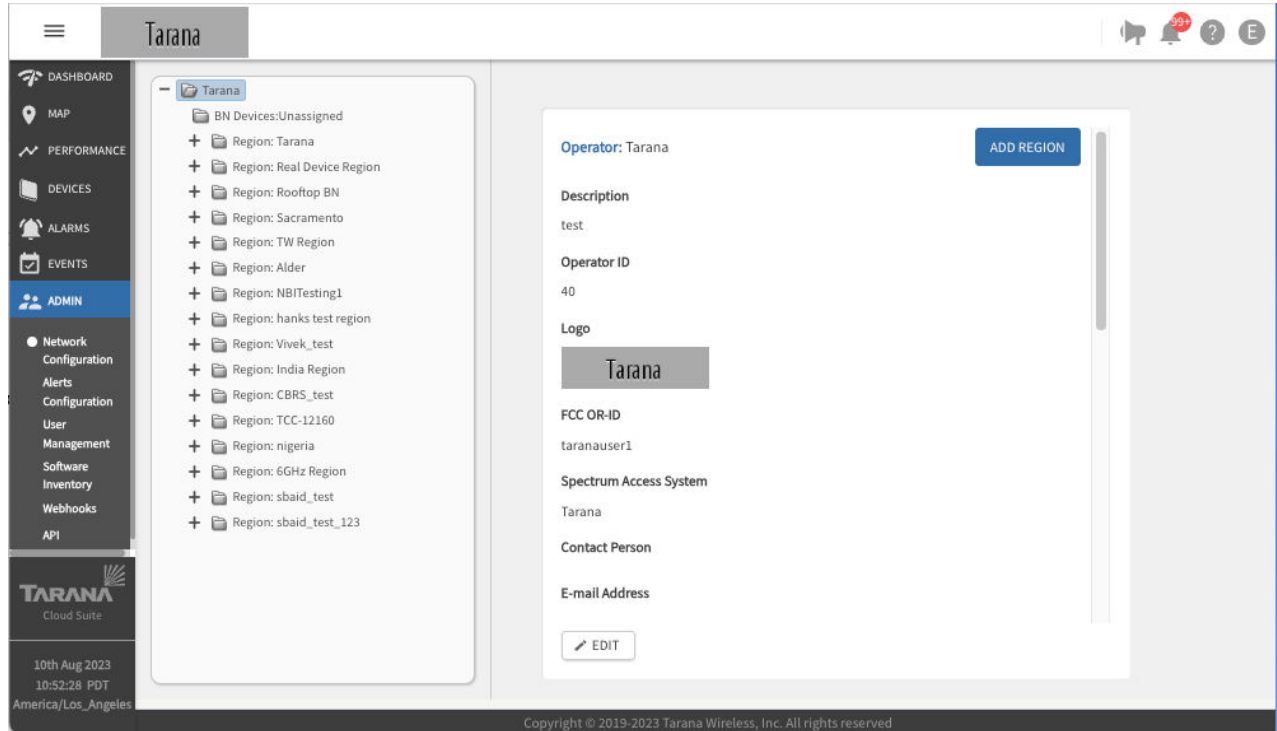 Tarana
99+
?
E
DASHBOARD
MAP
PERFORMANCE
DEVICES
ALARMS
EVENTS
ADMIN
Network
Configuration
Alerts
Configuration
User
Management
Software
Inventory
Webhooks
API
TARANA
Cloud Suite
10th Aug 2023
10:52:28 PDT
America/Los_Angeles
Tarana
BN Devices:Unassigned
Region: Tarana
Region: Real Device Region
Region: Rooftop BN
Region: Sacramento
Region: TW Region
Region: Alder
Region: NBITesting1
Region: hanks test region
Region: Vivek_test
Region: India Region
Region: CBRS_test
Region: TCC-12160
Region: nigeria
Region: 6GHz Region
Region: sbaid_test
Region: sbaid_test_123
Operator: Tarana
ADD REGION
Description
test
Operator ID
40
Logo
Tarana
FCC OR-ID
taranauser1
Spectrum Access System
Tarana
Contact Person
E-mail Address
EDIT
Copyright © 2019-2023 Tarana Wireless, Inc. All rights reserved